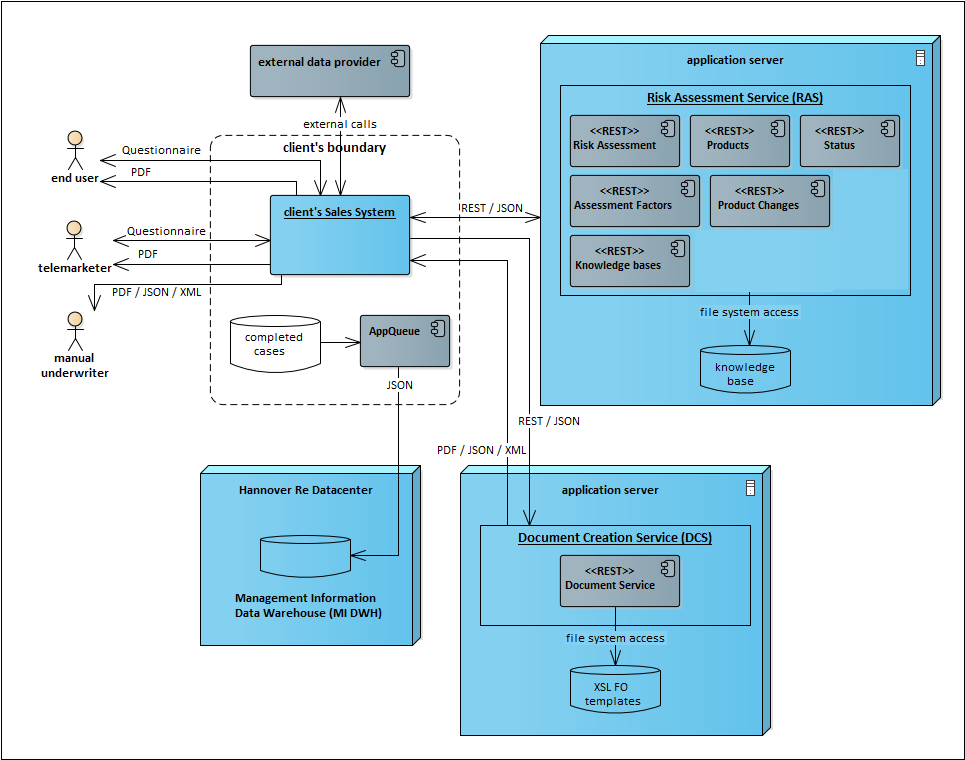 external data provider
external calls
client's boundary
Questionnaire
PDF
end user
client's Sales System
REST / JSON
Questionnaire
PDF
telemarketer
PDF / JSON / XML
manual
underwriter
completed
cases
AppQueue
JSON
application server
Risk Assessment Service (RAS)
<<REST>>
Risk Assessment
<<REST>>
Products
<<REST>>
Status
<<REST>>
Assessment Factors
<<REST>>
Product Changes
<<REST>>
Knowledge bases
file system access
knowledge
base
REST / JSON
PDF / JSON / XML
Hannover Re Datacenter
Management Information
Data Warehouse (MI DWH)
application server
Document Creation Service (DCS)
<<REST>>
Document Service
file system access
XSL FO
templates